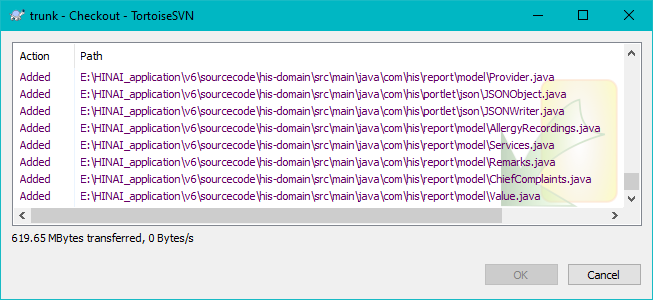 trunk - Checkout - TortoiseSVN
Action Path
Added E:\HINAI_application\v6\sourcecode\his-domain\src\main\java\com\his\report\model\Provider.java
Added E:\HINAI_application\v6\sourcecode\his-domain\src\main\java\com\his\portlet\json\JSONObject.java
Added E:\HINAI_application\v6\sourcecode\his-domain\src\main\java\com\his\portlet\json\JSONWriter.java
Added E:\HINAI_application\v6\sourcecode\his-domain\src\main\java\com\his\report\model\AllergyRecordings.java
Added E:\HINAI_application\v6\sourcecode\his-domain\src\main\java\com\his\report\model\Services.java
Added E:\HINAI_application\v6\sourcecode\his-domain\src\main\java\com\his\report\model\Remarks.java
Added E:\HINAI_application\v6\sourcecode\his-domain\src\main\java\com\his\report\model\ChiefComplaints.java
Added E:\HINAI_application\v6\sourcecode\his-domain\src\main\java\com\his\report\model\Value.java
619.65 MBytes transferred, 0 Bytes/s
OK Cancel